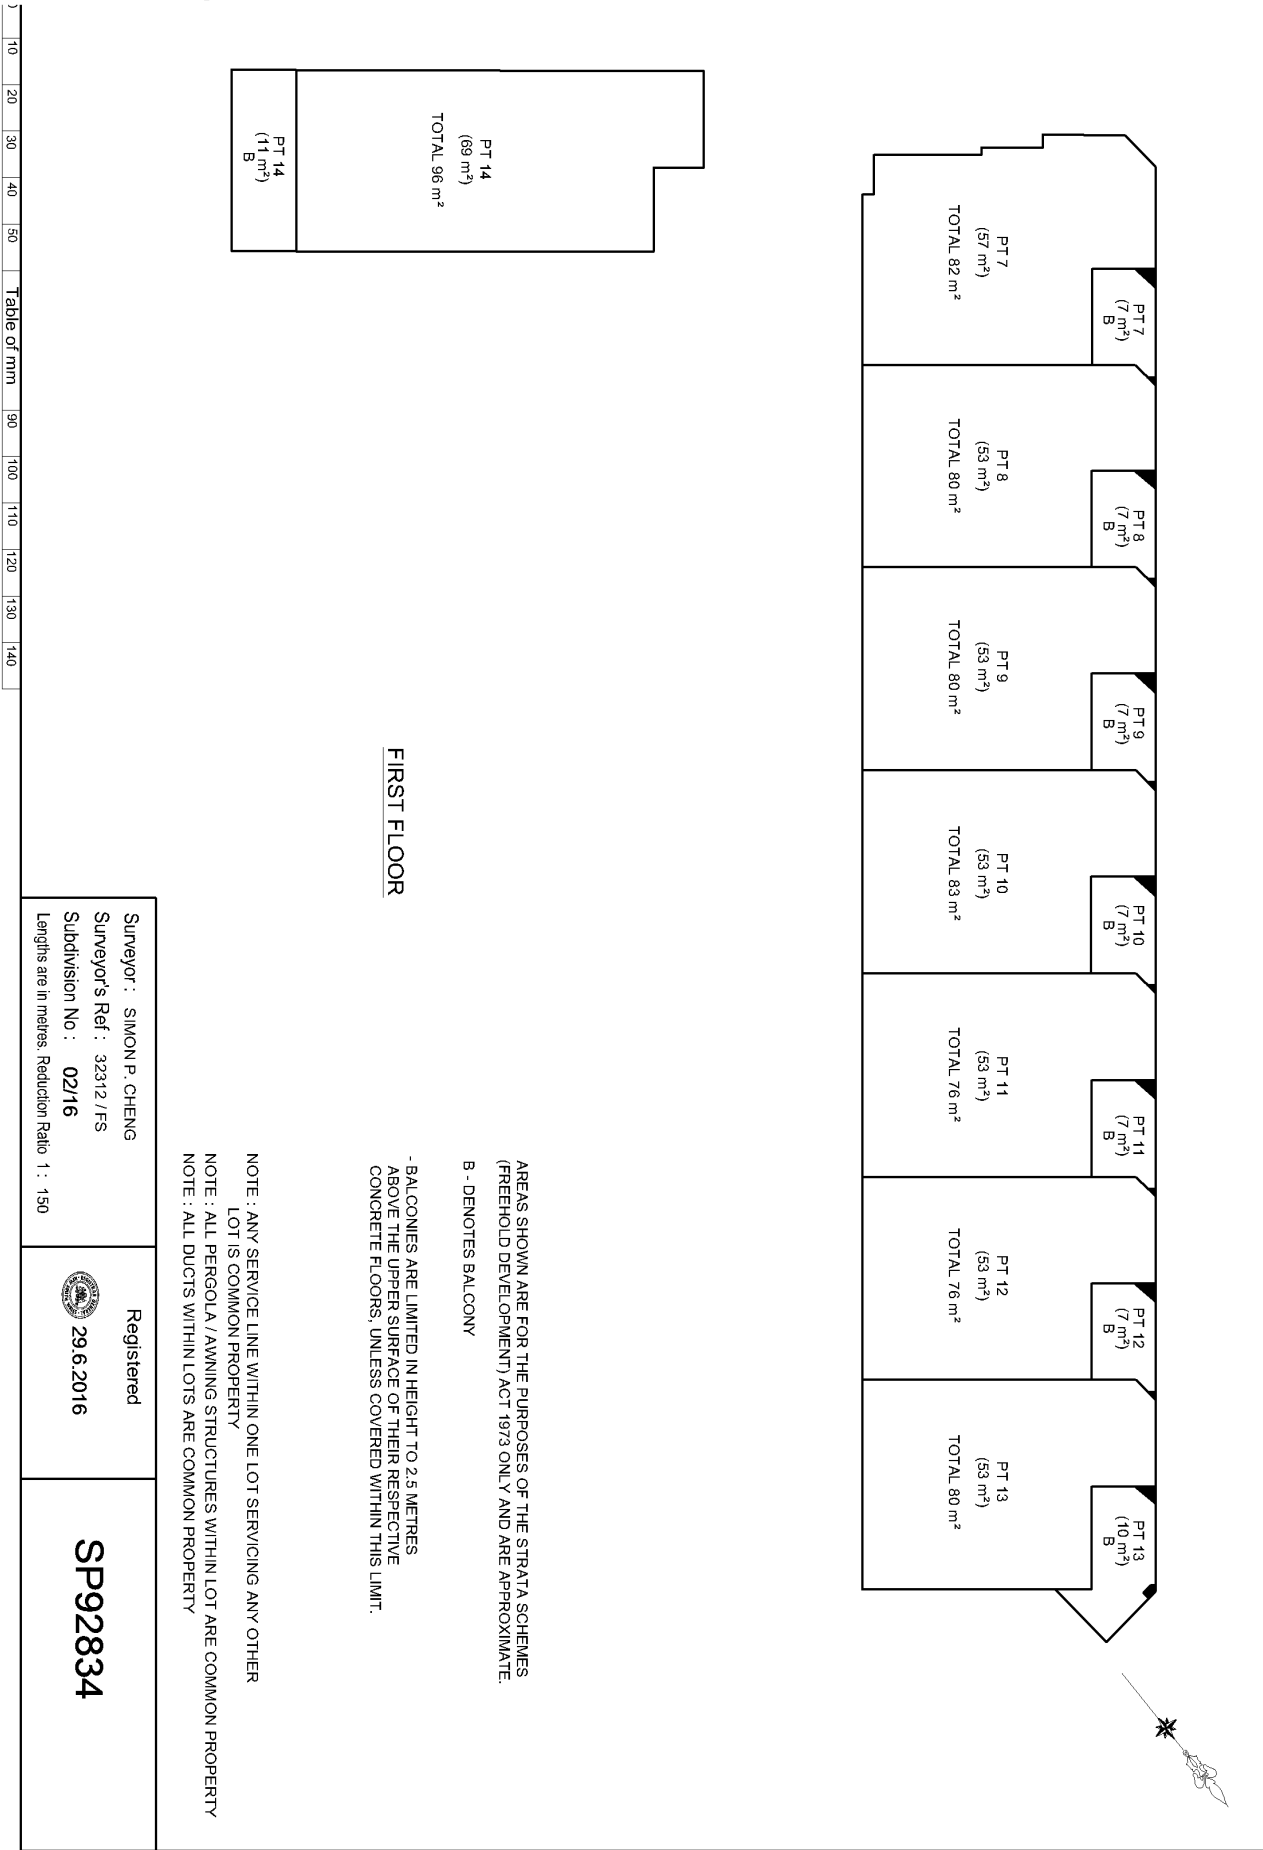 PT 7
(57 m²)
TOTAL 82 m²
PT 7
(7 m²)
B
PT 8
(53 m²)
TOTAL 80 m²
PT 8
(7 m²)
B
PT 9
(53 m²)
TOTAL 80 m²
PT 9
(7 m²)
B
PT 10
(53 m²)
TOTAL 83 m²
PT 10
(7 m²)
B
PT 11
(53 m²)
TOTAL 76 m²
PT 11
(7 m²)
B
PT 12
(53 m²)
TOTAL 76 m²
PT 12
(7 m²)
B
PT 13
(53 m²)
TOTAL 80 m²
PT 13
(10 m²)
B
PT 14
(69 m²)
TOTAL 96 m²
PT 14
(11 m²)
B
FIRST FLOOR
AREAS SHOWN ARE FOR THE PURPOSES OF THE STRATA SCHEMES
(FREEHOLD DEVELOPMENT) ACT 1973 ONLY AND ARE APPROXIMATE.
B - DENOTES BALCONY
- BALCONIES ARE LIMITED IN HEIGHT TO 2.5 METRES
ABOVE THE UPPER SURFACE OF THEIR RESPECTIVE
CONCRETE FLOORS, UNLESS COVERED WITHIN THIS LIMIT.
NOTE : ANY SERVICE LINE WITHIN ONE LOT SERVICING ANY OTHER
LOT IS COMMON PROPERTY
NOTE : ALL PERGOLA / AWNING STRUCTURES WITHIN LOT ARE COMMON PROPERTY
NOTE : ALL DUCTS WITHIN LOTS ARE COMMON PROPERTY
Surveyor : SIMON P. CHENG
Surveyor's Ref : 32312 / FS
Subdivision No : 02/16
Lengths are in metres. Reduction Ratio 1 : 150
Registered
29.6.2016
SP92834
10 20 30 40 50 Table of mm 90 100 110 120 130 140